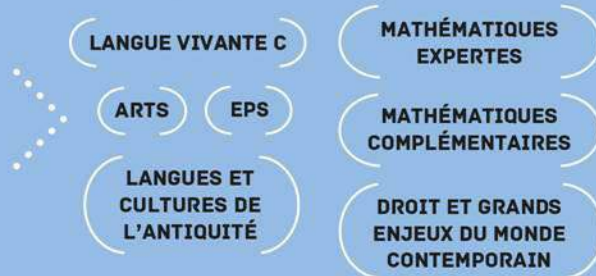 LANGUE VIVANTE C
ARTS
EPS
LANGUES ET
CULTURES DE
L'ANTIQUITÉ
MATHÉMATIQUES
EXPERTES
MATHÉMATIQUES
COMPLÉMENTAIRES
DROIT ET GRANDS
ENJEUX DU MONDE
CONTEMPORAIN